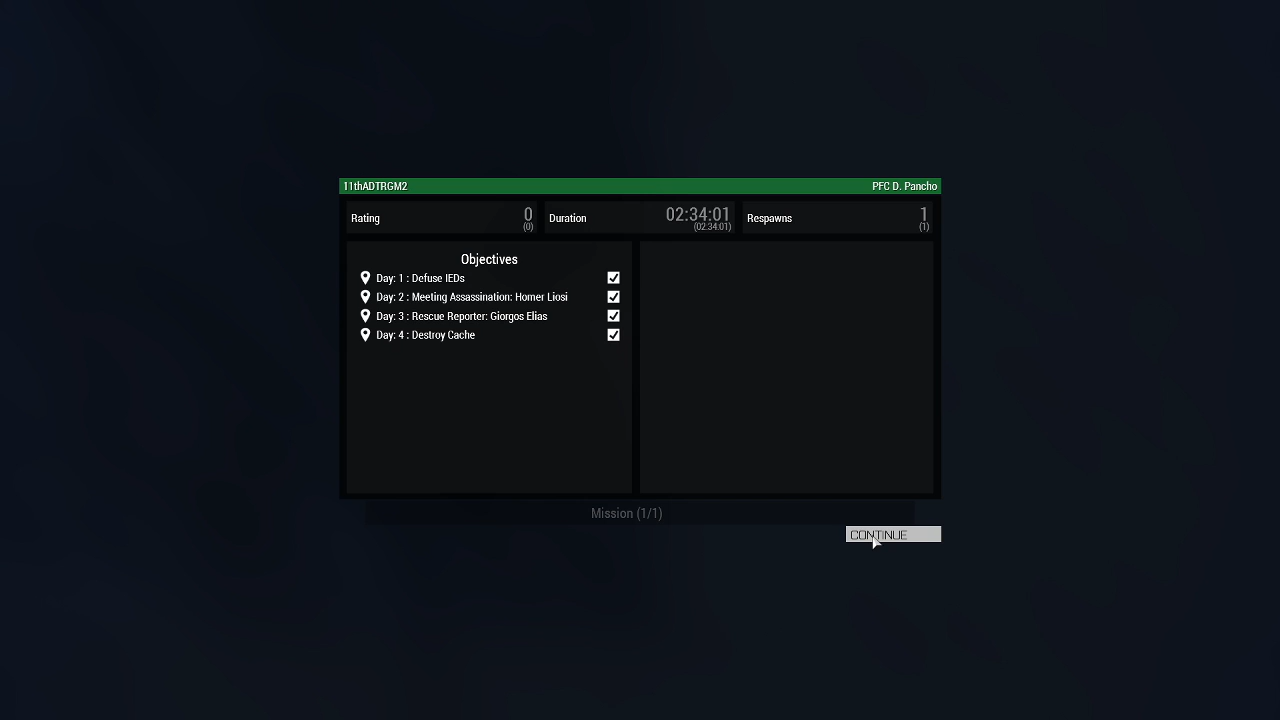 11thADTRGM2 PFC D. Pancho
Rating 0 (0) Duration 02:34:01 (02:34:01) Respawns 1 (1)
Objectives
Day: 1 : Defuse IEDs
Day: 2 : Meeting Assassination: Homer Liosi
Day: 3 : Rescue Reporter: Giorgos Elias
Day: 4 : Destroy Cache
Mission (1/1)
CONTINUE